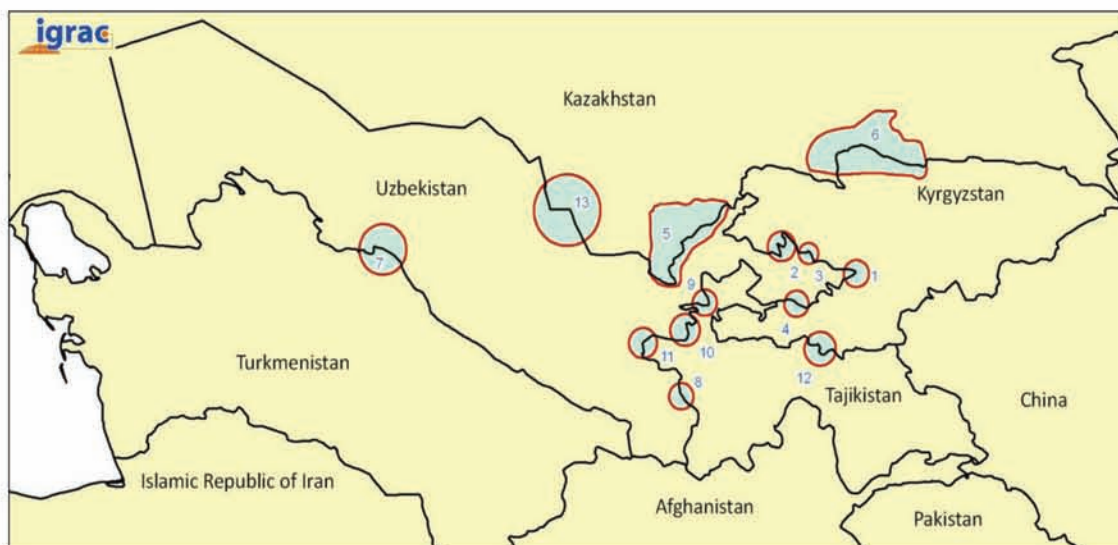 igrac
Kazakhstan
6
Uzbekistan
13
Kyrgyzstan
5
7
2
3
1
9
4
11
10
12
Turkmenistan
8
Tajikistan
China
Islamic Republic of Iran
Afghanistan
Pakistan